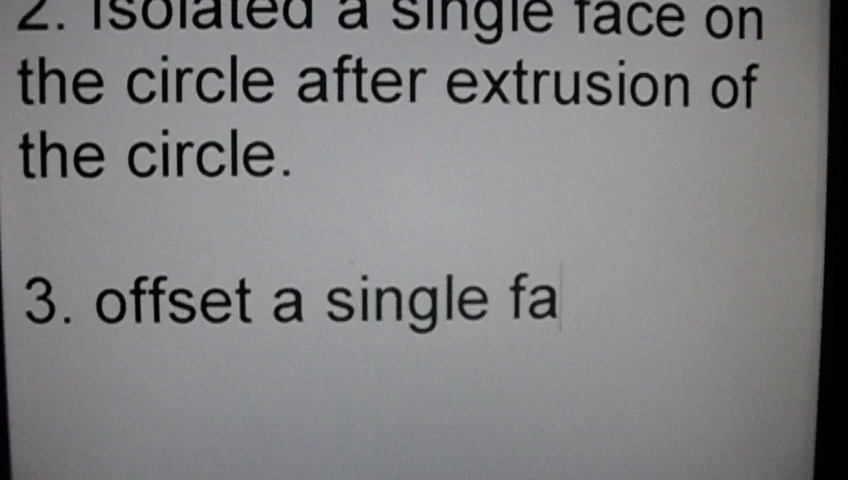 2. Isolated a single face on
the circle after extrusion of
the circle.
3. offset a single fa